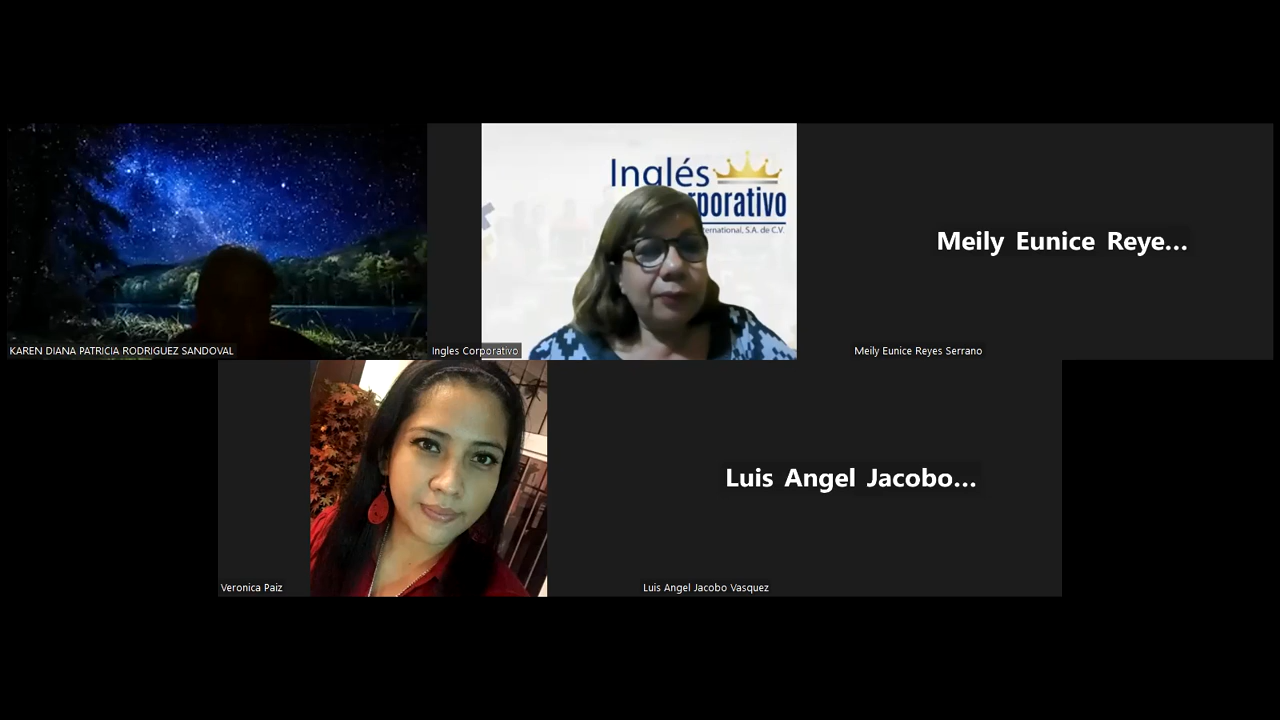 Inglés
rporativo
ternational, S.A. de C.V.
Meily Eunice Reye...
KAREN DIANA PATRICIA RODRIGUEZ SANDOVAL
Ingles Corporativo
Meily Eunice Reyes Serrano
Luis Angel Jacobo...
Veronica Paiz
Luis Angel Jacobo Vasquez